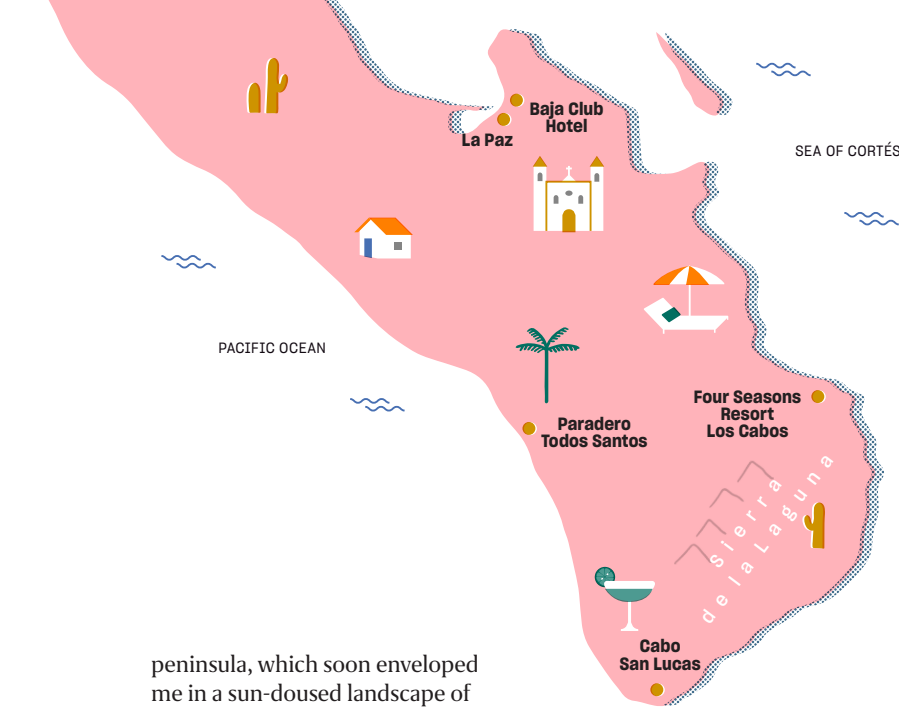 Baja Club
Hotel
La Paz
SEA OF CORTÉS
PACIFIC OCEAN
Four Seasons
Resort
Los Cabos
Paradero
Todos Santos
Sierra
de la Laguna
Cabo
San Lucas
peninsula, which soon enveloped
me in a sun-doused landscape of